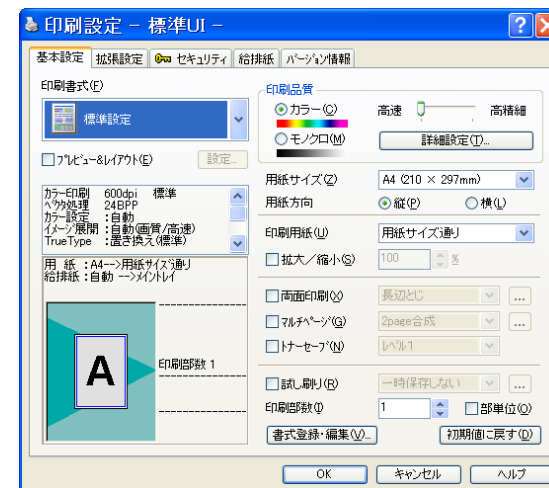 印刷設定 - 標準UI -
基本設定 拡張設定 セキュリティ 給排紙 バージョン情報
印刷書式(F)
標準設定
プレビュー&レイアウト(E) 設定...
カラー印刷 600dpi 標準
ベクタ処理 24BPP
カラー設定 :自動
イメージ展開 :自動(画質/高速)
TrueType :置き換え(標準)
用 紙 :A4-->用紙サイズ通り
給排紙 :自動 -->メイントレイ
A
印刷部数 1
印刷品質
カラー(C) 高速 高精細
モノクロ(M) 詳細設定(T)...
用紙サイズ(Z) A4 (210 × 297mm)
用紙方向 縦(P) 横(L)
印刷用紙(U) 用紙サイズ通り
拡大/縮小(S) 100 %
両面印刷(X) 長辺とじ ...
マルチページ(G) 2page合成 ...
トナーセーブ(N) レベル1
試し刷り(R) 一時保存しない ...
印刷部数(I) 1 部単位(O)
書式登録・編集(V)... 初期値に戻す(D)
OK キャンセル ヘルプ